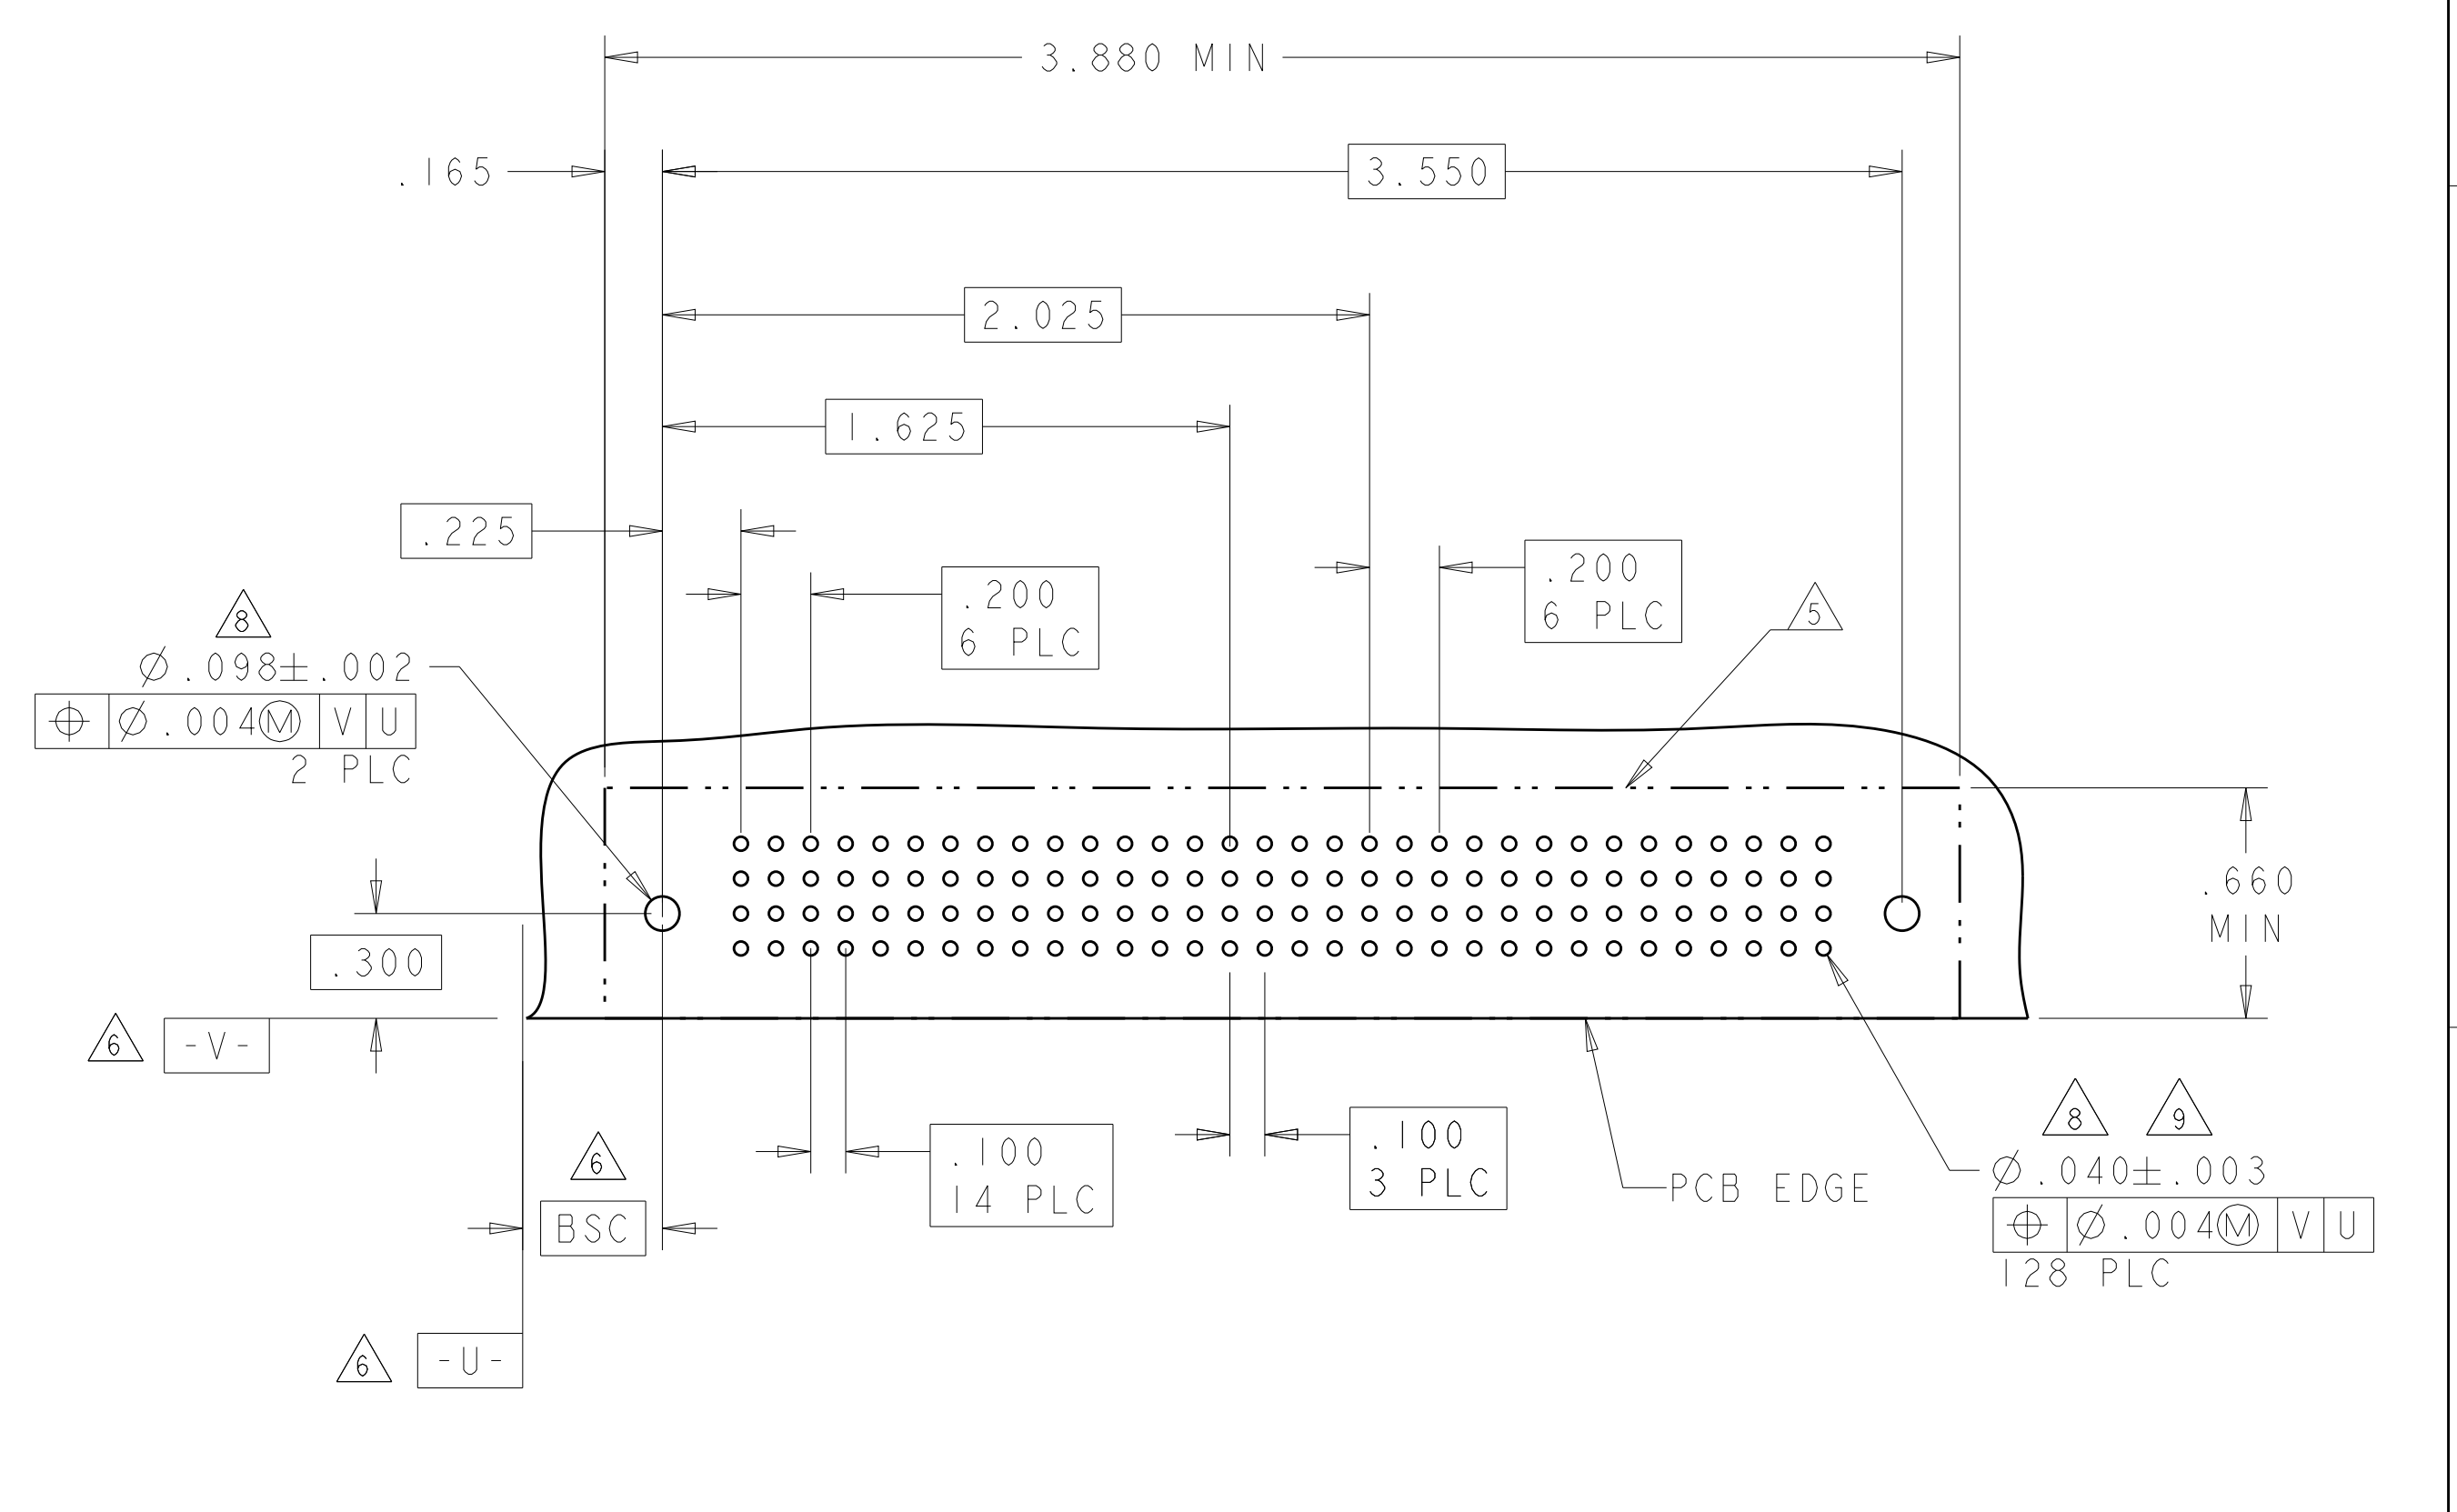 3.880 MIN
.165
3.550
2.025
1.625
.225
.200
6 PLC
.200
6 PLC
5
8
⌀.098±.002
⌖ ⌀.004Ⓜ V U
2 PLC
.300
.660
MIN
6
-V-
6
BSC
.100
14 PLC
.100
3 PLC
PCB EDGE
8 9
⌀.040±.003
⌖ ⌀.004Ⓜ V U
128 PLC
6
-U-